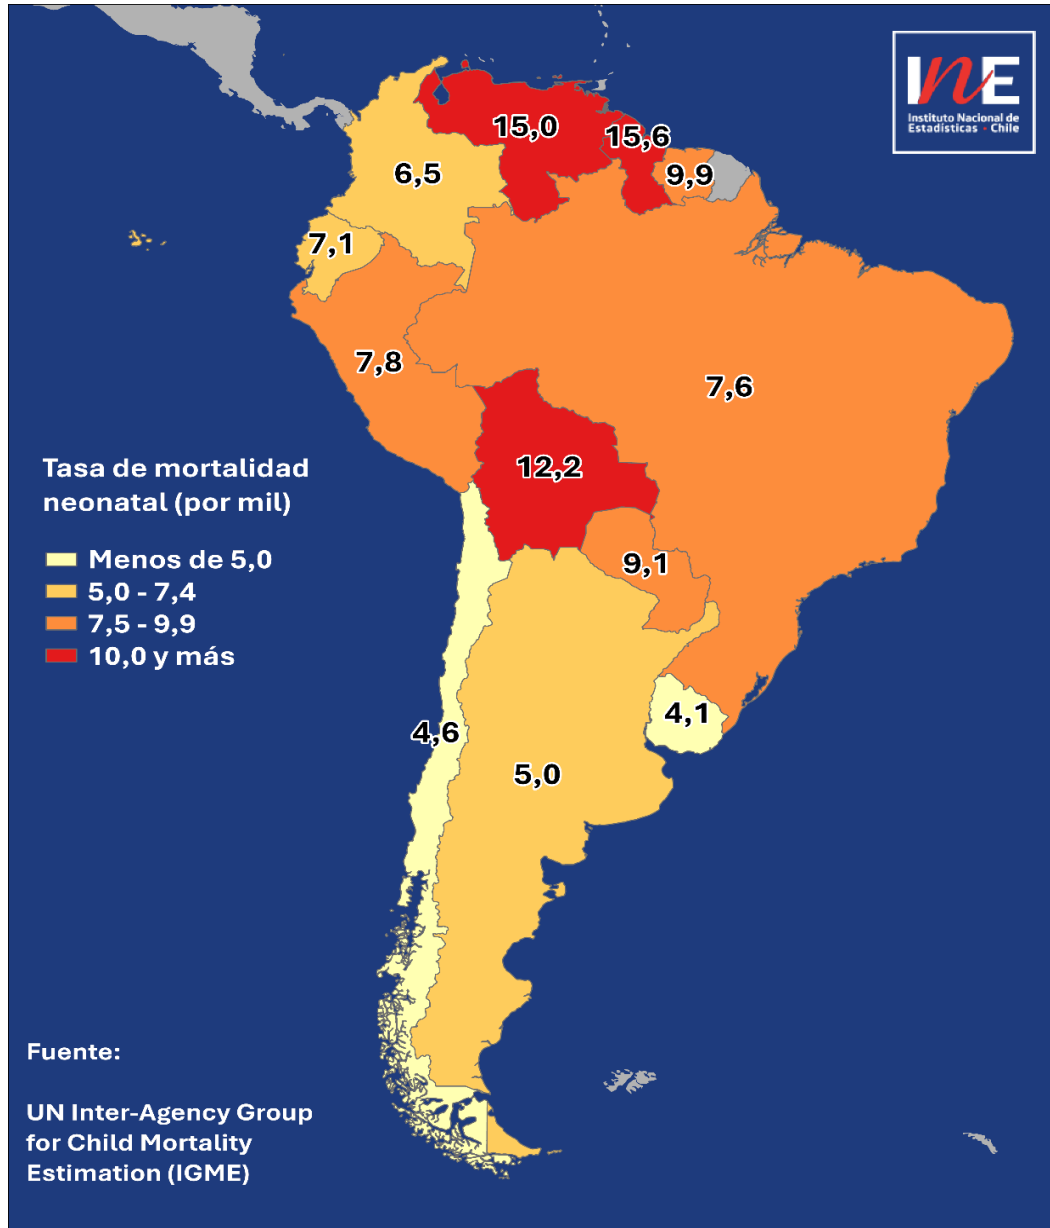 INE
Instituto Nacional de
Estadísticas • Chile
15,0
15,6
6,5
9,9
7,1
7,8
7,6
12,2
9,1
4,1
4,6
5,0
Tasa de mortalidad
neonatal (por mil)
Menos de 5,0
5,0 - 7,4
7,5 - 9,9
10,0 y más
Fuente:
UN Inter-Agency Group
for Child Mortality
Estimation (IGME)